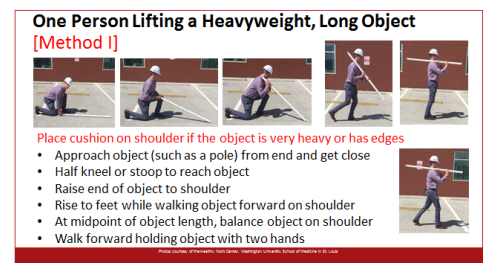 One Person Lifting a Heavyweight, Long Object
[Method I]
Place cushion on shoulder if the object is very heavy or has edges
• Approach object (such as a pole) from end and get close
• Half kneel or stoop to reach object
• Raise end of object to shoulder
• Rise to feet while walking object forward on shoulder
• At midpoint of object length, balance object on shoulder
• Walk forward holding object with two hands
Photos courtesy of the Healthy Work Center, Washington University School of Medicine in St. Louis